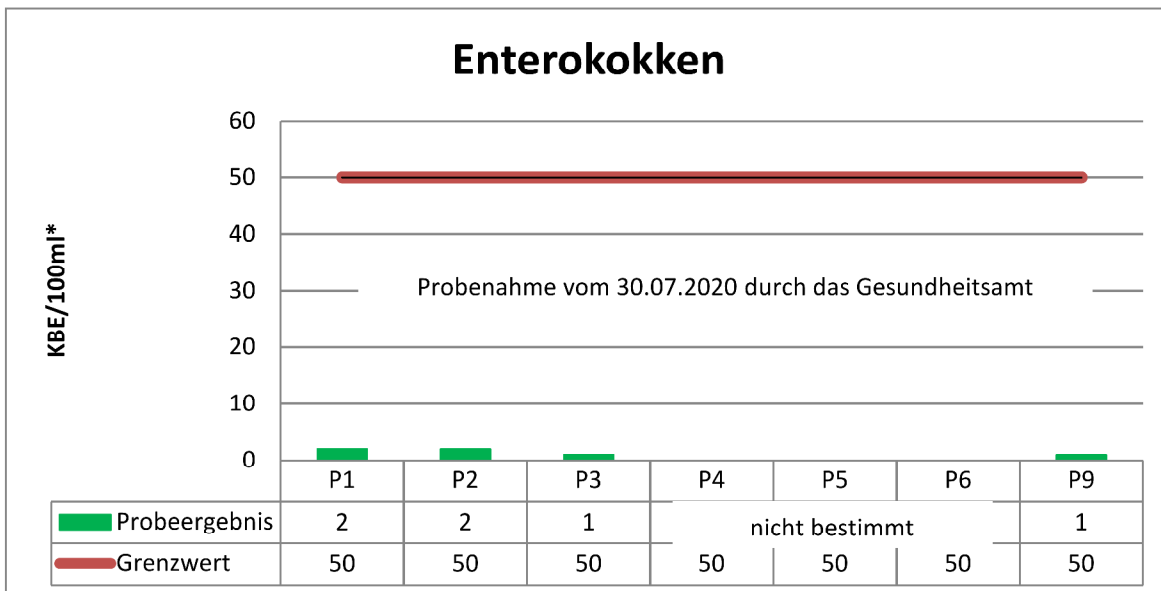 Enterokokken
KBE/100ml*
60
50
40
30
20
10
0
Probenahme vom 30.07.2020 durch das Gesundheitsamt
P1 P2 P3 P4 P5 P6 P9
Probeergebnis 2 2 1 nicht bestimmt 1
Grenzwert 50 50 50 50 50 50 50